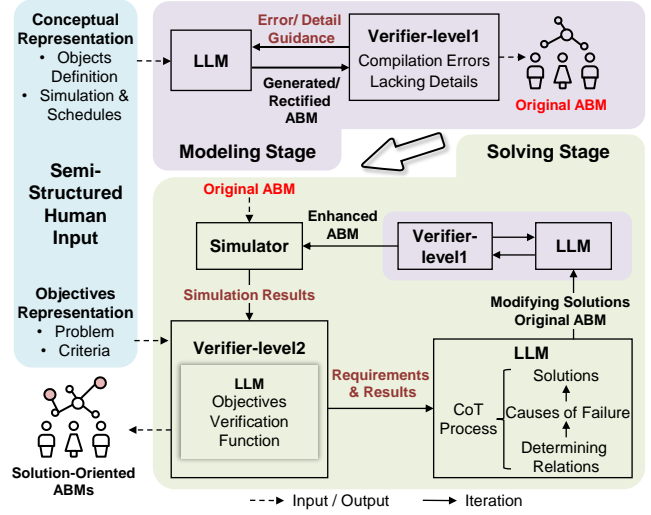 Conceptual
Representation
• Objects
Definition
• Simulation &
Schedules
Semi-
Structured
Human
Input
Objectives
Representation
• Problem
• Criteria
LLM
Error/ Detail
Guidance
Generated/
Rectified
ABM
Verifier-level1
Compilation Errors
Lacking Details
Original ABM
Modeling Stage
Solving Stage
Original ABM
Simulator
Enhanced
ABM
Verifier-
level1
LLM
Simulation Results
Modifying Solutions
Original ABM
Verifier-level2
LLM
Objectives
Verification
Function
Requirements
& Results
LLM
CoT
Process
Solutions
Causes of Failure
Determining
Relations
Solution-Oriented
ABMs
Input / Output
Iteration